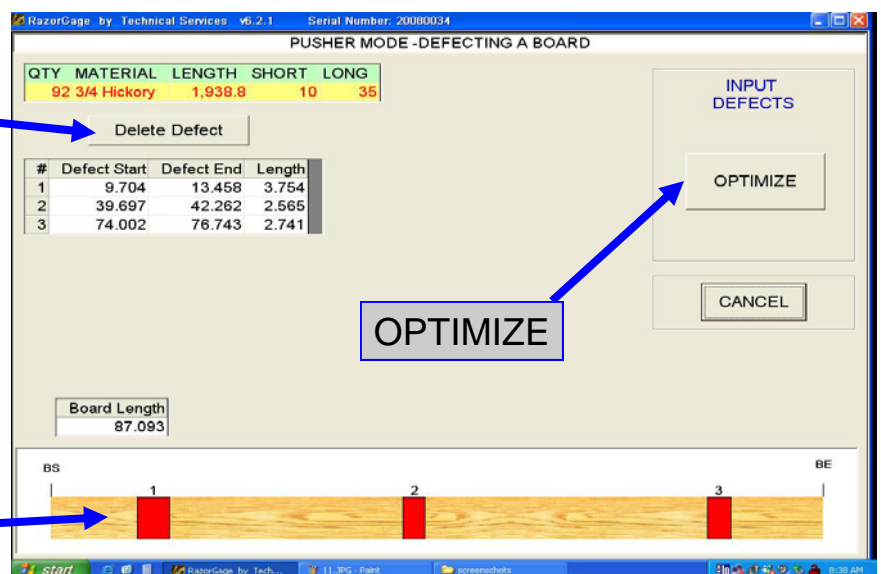 RazorGage by Technical Services v6.2.1 Serial Number: 20080034
PUSHER MODE -DEFECTING A BOARD
QTY MATERIAL LENGTH SHORT LONG
92 3/4 Hickory 1,938.8 10 35
Delete Defect
# Defect Start Defect End Length
1 9.704 13.458 3.754
2 39.697 42.262 2.565
3 74.002 76.743 2.741
INPUT
DEFECTS
OPTIMIZE
CANCEL
OPTIMIZE
Board Length
87.093
BS BE
1 2 3
start RazorGage by Tech... 11.JPG - Paint screenschots 8:38 AM